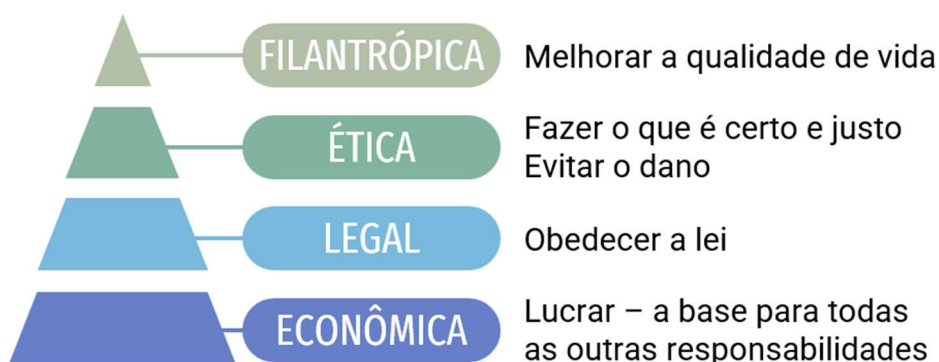 FILANTRÓPICA
Melhorar a qualidade de vida
ÉTICA
Fazer o que é certo e justo
Evitar o dano
LEGAL
Obedecer a lei
ECONÔMICA
Lucrar – a base para todas
as outras responsabilidades